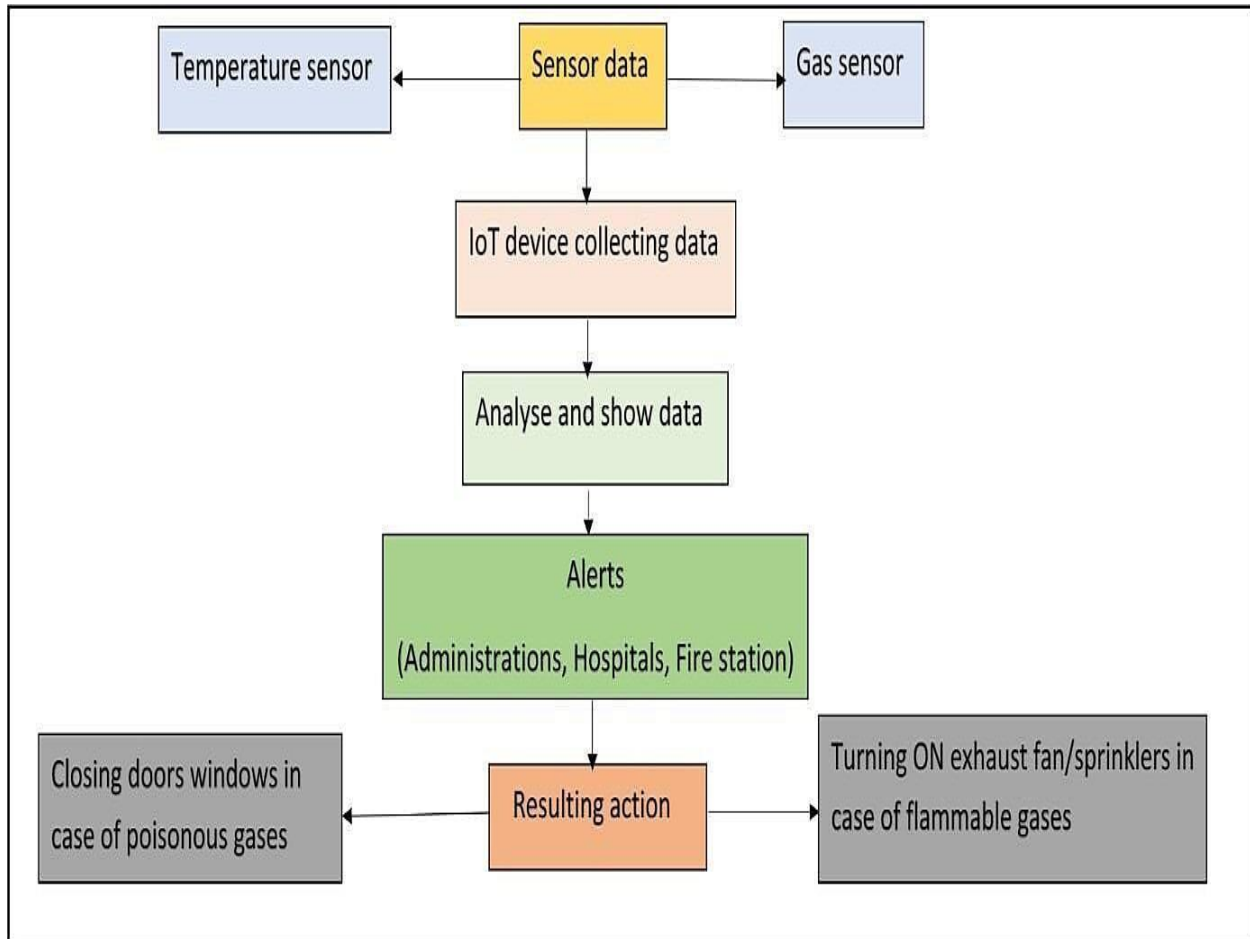 Temperature sensor
Sensor data
Gas sensor
IoT device collecting data
Analyse and show data
Alerts
(Administrations, Hospitals, Fire station)
Closing doors windows in
case of poisonous gases
Resulting action
Turning ON exhaust fan/sprinklers in
case of flammable gases